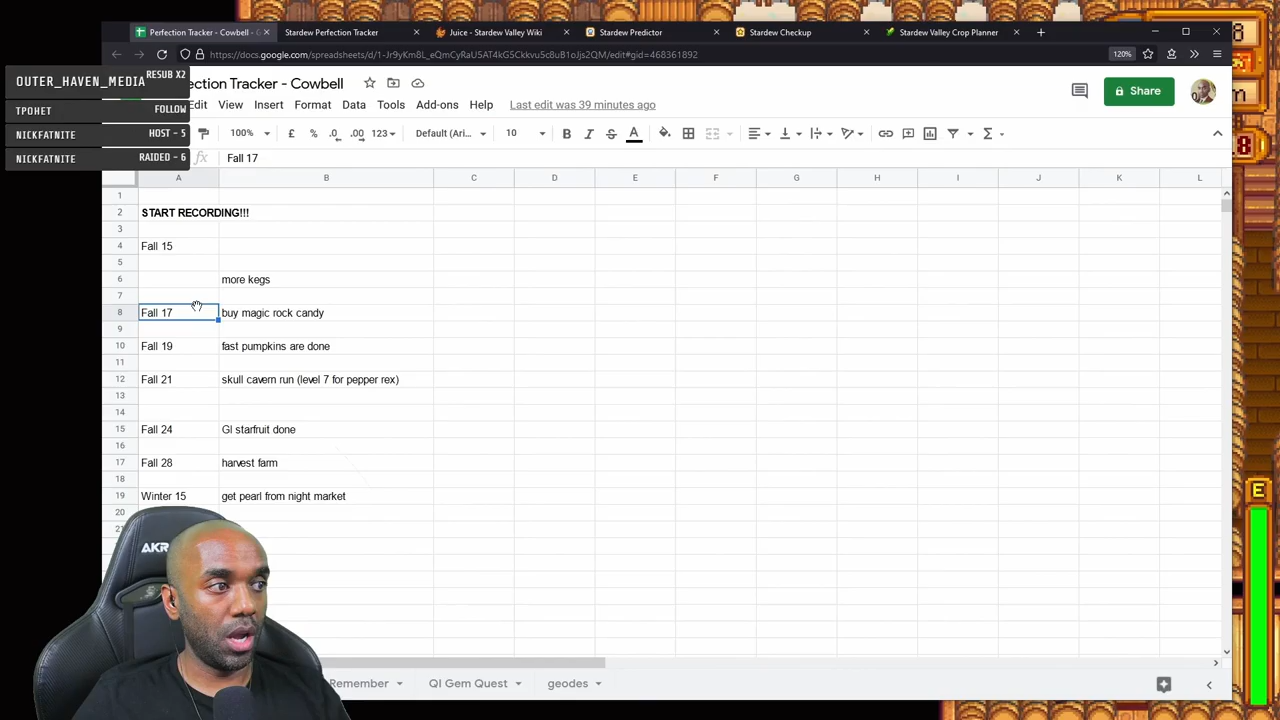 Perfection Tracker - Cowbell - G
Stardew Perfection Tracker
Juice - Stardew Valley Wiki
Stardew Predictor
Stardew Checkup
Stardew Valley Crop Planner
OUTER_HAVEN_MEDIA RESUB X2
TPOHET FOLLOW
NICKFATNITE HOST - 5
NICKFATNITE RAIDED - 6
120%
ection Tracker - Cowbell
Share
dit View Insert Format Data Tools Add-ons Help Last edit was 39 minutes ago
100% £ % .0 .00 123 Default (Ari... 10 B I S A
fx Fall 17
A B C D E F G H I J K L
1
2 START RECORDING!!!
3
4 Fall 15
5
6 more kegs
7
8 Fall 17 buy magic rock candy
9
10 Fall 19 fast pumpkins are done
11
12 Fall 21 skull cavern run (level 7 for pepper rex)
13
14
15 Fall 24 GI starfruit done
16
17 Fall 28 harvest farm
18
19 Winter 15 get pearl from night market
20
AKR
Remember QI Gem Quest geodes
E